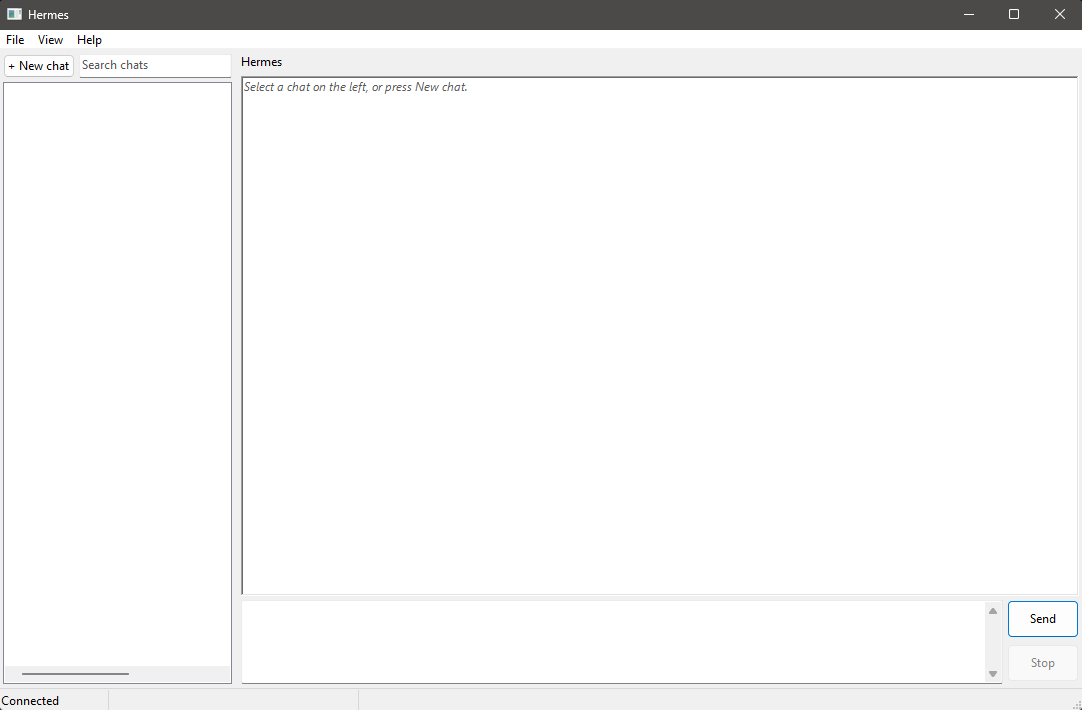 Hermes
File View Help
+ New chat Search chats
Hermes
Select a chat on the left, or press New chat.
Send
Stop
Connected